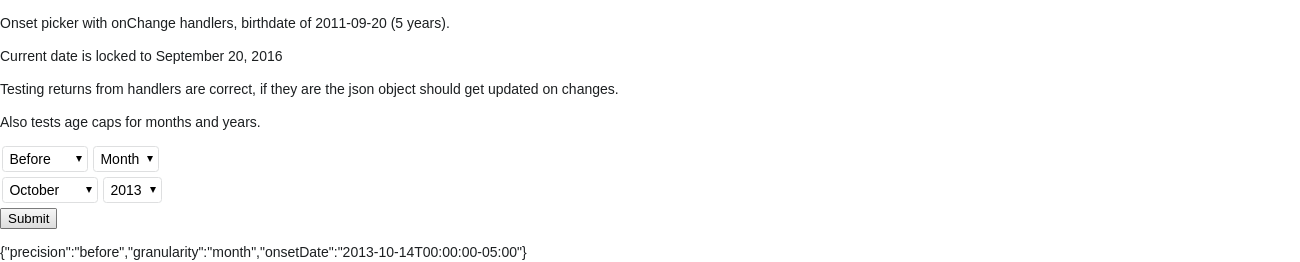 Onset picker with onChange handlers, birthdate of 2011-09-20 (5 years).
Current date is locked to September 20, 2016
Testing returns from handlers are correct, if they are the json object should get updated on changes.
Also tests age caps for months and years.
Before Month
October 2013
Submit
{"precision":"before","granularity":"month","onsetDate":"2013-10-14T00:00:00-05:00"}